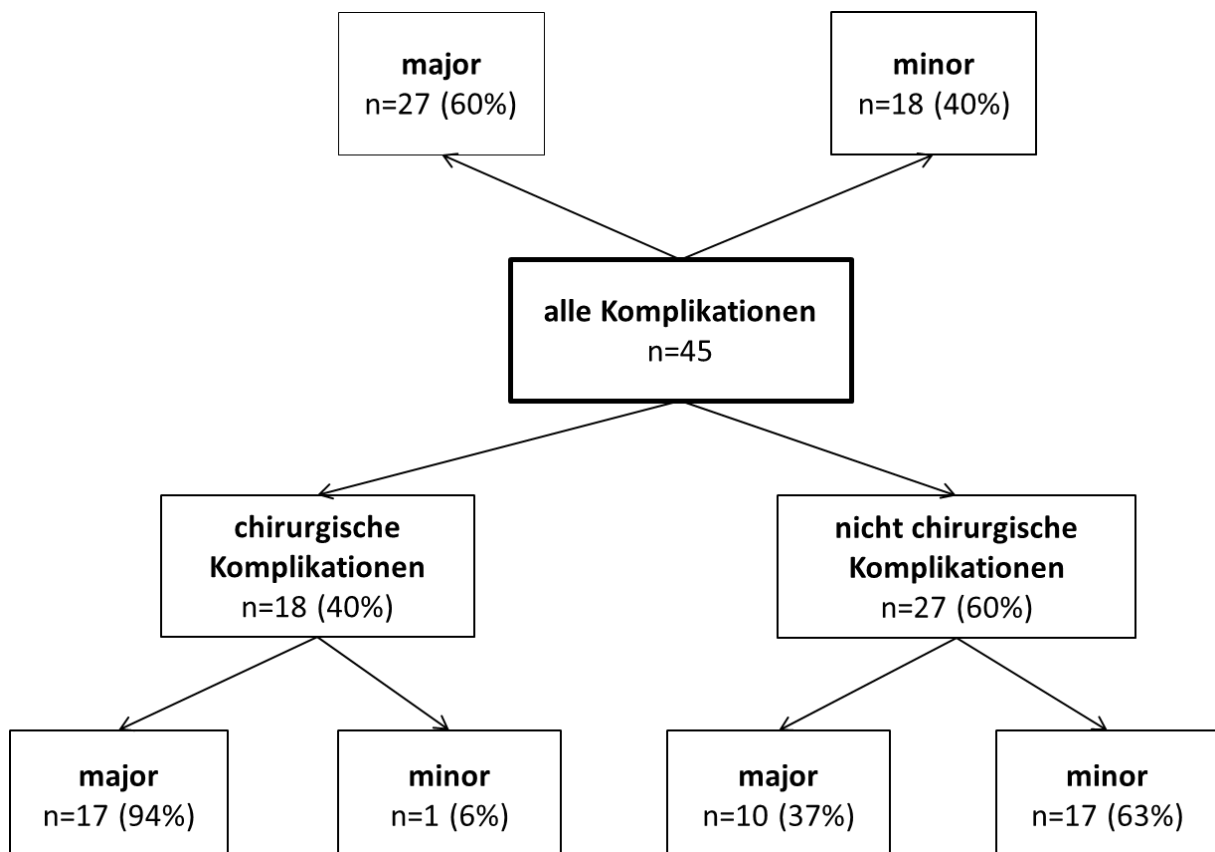 major
n=27 (60%)
minor
n=18 (40%)
alle Komplikationen
n=45
chirurgische
Komplikationen
n=18 (40%)
nicht chirurgische
Komplikationen
n=27 (60%)
major
n=17 (94%)
minor
n=1 (6%)
major
n=10 (37%)
minor
n=17 (63%)